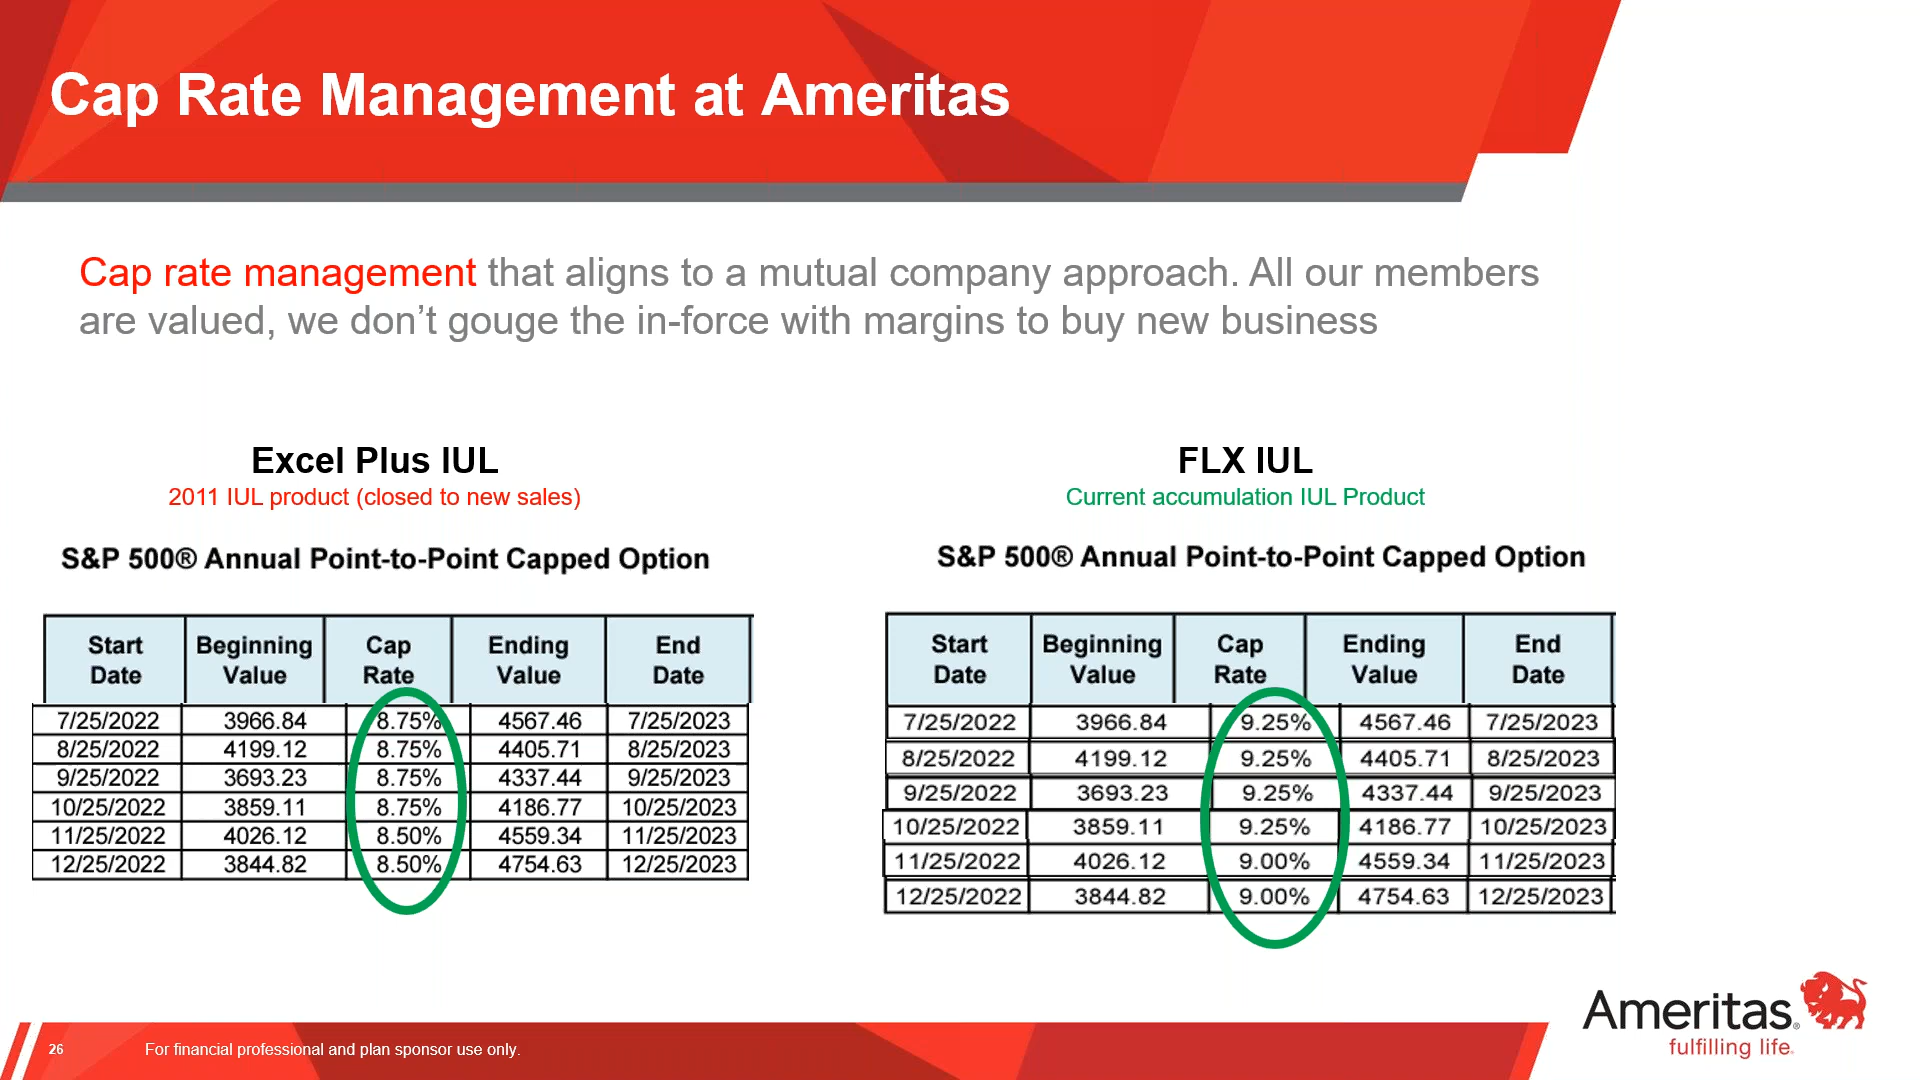 Cap Rate Management at Ameritas
Cap rate management that aligns to a mutual company approach. All our members
are valued, we don’t gouge the in-force with margins to buy new business
Excel Plus IUL
2011 IUL product (closed to new sales)
S&P 500® Annual Point-to-Point Capped Option
Start Date Beginning Value Cap Rate Ending Value End Date
7/25/2022 3966.84 8.75% 4567.46 7/25/2023
8/25/2022 4199.12 8.75% 4405.71 8/25/2023
9/25/2022 3693.23 8.75% 4337.44 9/25/2023
10/25/2022 3859.11 8.75% 4186.77 10/25/2023
11/25/2022 4026.12 8.50% 4559.34 11/25/2023
12/25/2022 3844.82 8.50% 4754.63 12/25/2023
FLX IUL
Current accumulation IUL Product
S&P 500® Annual Point-to-Point Capped Option
Start Date Beginning Value Cap Rate Ending Value End Date
7/25/2022 3966.84 9.25% 4567.46 7/25/2023
8/25/2022 4199.12 9.25% 4405.71 8/25/2023
9/25/2022 3693.23 9.25% 4337.44 9/25/2023
10/25/2022 3859.11 9.25% 4186.77 10/25/2023
11/25/2022 4026.12 9.00% 4559.34 11/25/2023
12/25/2022 3844.82 9.00% 4754.63 12/25/2023
Ameritas®
fulfilling life®
26 For financial professional and plan sponsor use only.